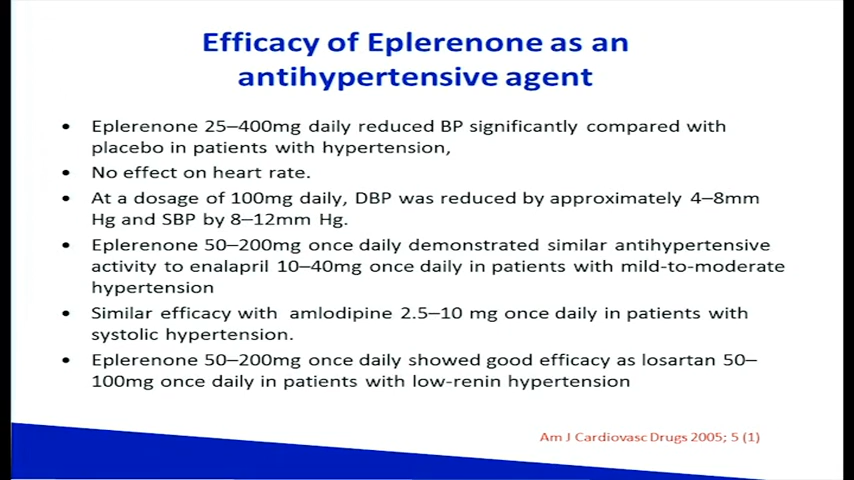 Efficacy of Eplerenone as an
antihypertensive agent
• Eplerenone 25–400mg daily reduced BP significantly compared with
placebo in patients with hypertension,
• No effect on heart rate.
• At a dosage of 100mg daily, DBP was reduced by approximately 4–8mm
Hg and SBP by 8–12mm Hg.
• Eplerenone 50–200mg once daily demonstrated similar antihypertensive
activity to enalapril 10–40mg once daily in patients with mild-to-moderate
hypertension
• Similar efficacy with amlodipine 2.5–10 mg once daily in patients with
systolic hypertension.
• Eplerenone 50–200mg once daily showed good efficacy as losartan 50–
100mg once daily in patients with low-renin hypertension
Am J Cardiovasc Drugs 2005; 5 (1)